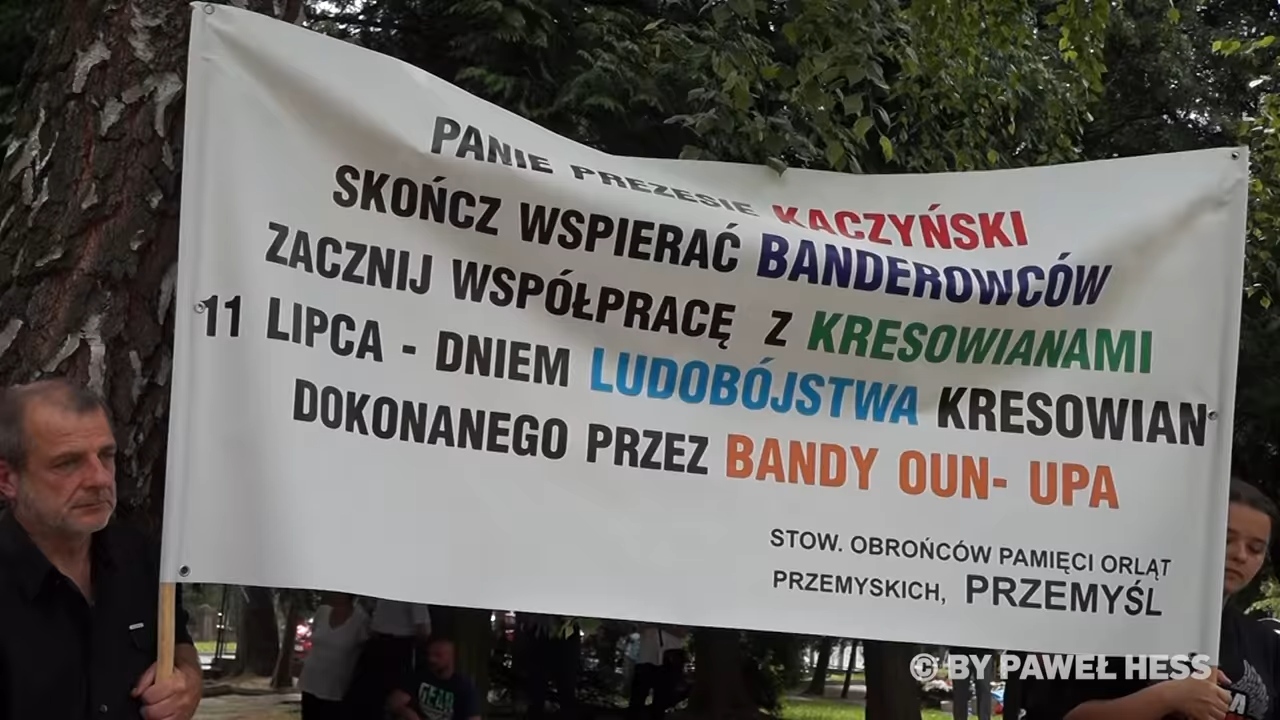 PANIE PREZESIE KACZYŃSKI
SKOŃCZ WSPIERAĆ BANDEROWCÓW
ZACZNIJ WSPÓŁPRACĘ Z KRESOWIANAMI
11 LIPCA - DNIEM LUDOBÓJSTWA KRESOWIAN
DOKONANEGO PRZEZ BANDY OUN- UPA
STOW. OBROŃCÓW PAMIĘCI ORLĄT
PRZEMYSKICH, PRZEMYŚL
© BY PAWEŁ HESS